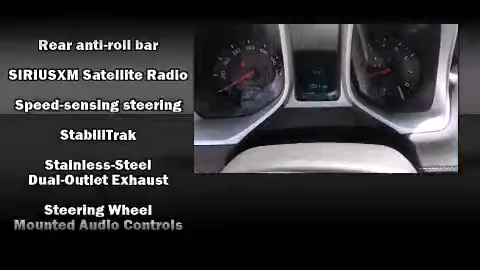 Rear anti-roll bar
SIRIUSXM Satellite Radio
Speed-sensing steering
StabiliTrak
Stainless-Steel
Dual-Outlet Exhaust
Steering Wheel
Mounted Audio Controls